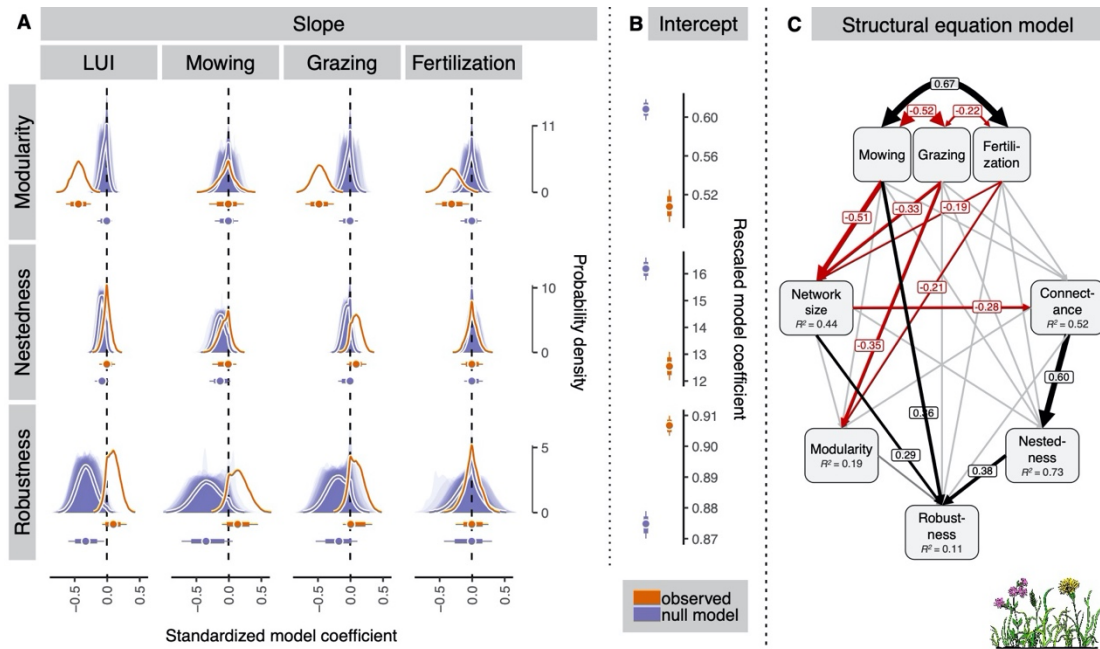 A
Slope
LUI
Mowing
Grazing
Fertilization
Modularity
11
0
Nestedness
10
0
Robustness
5
0
Probability density
−0.5
0.0
0.5
−0.5
0.0
0.5
−0.5
0.0
0.5
−0.5
0.0
0.5
Standardized model coefficient
B
Intercept
0.60
0.56
0.52
16
15
14
13
12
0.91
0.90
0.89
0.88
0.87
Rescaled model coefficient
observed
null model
C
Structural equation model
0.67
-0.52
-0.22
Mowing
Grazing
Fertili-
zation
-0.51
-0.33
-0.19
Network
size
R² = 0.44
-0.21
-0.28
Connect-
ance
R² = 0.52
-0.35
0.60
0.36
Modularity
R² = 0.19
0.29
0.38
Nested-
ness
R² = 0.73
Robust-
ness
R² = 0.11